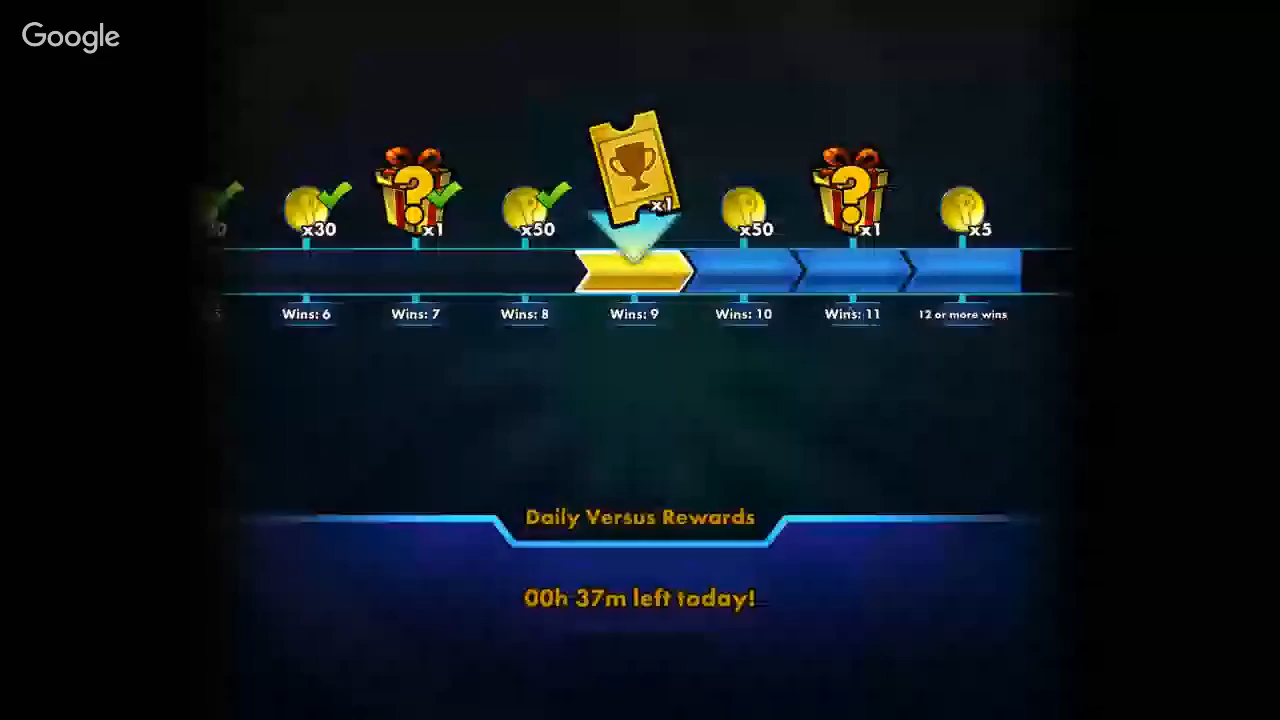 Google
x30
x1
x50
x1
x50
x1
x5
Wins: 6
Wins: 7
Wins: 8
Wins: 9
Wins: 10
Wins: 11
12 or more wins
Daily Versus Rewards
00h 37m left today!